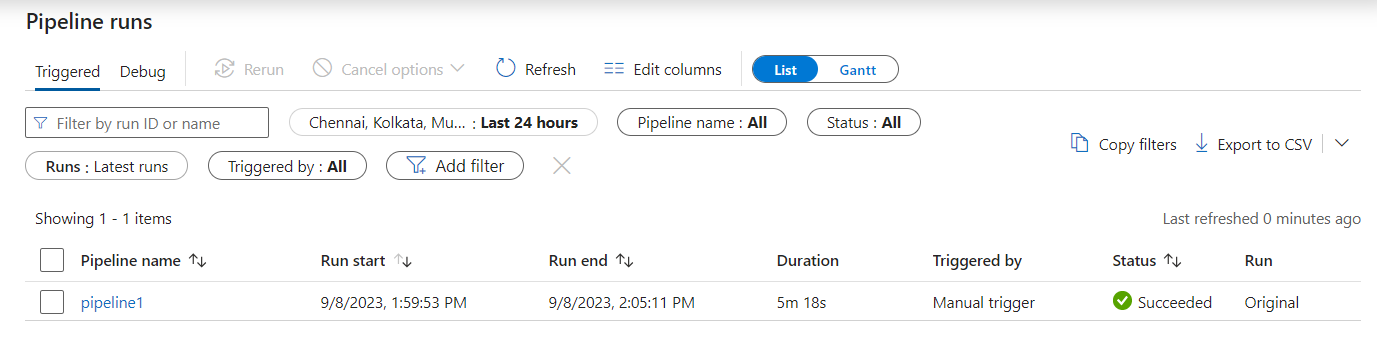 Pipeline runs
Triggered Debug Rerun Cancel options Refresh Edit columns List Gantt
Filter by run ID or name Chennai, Kolkata, Mu... : Last 24 hours Pipeline name : All Status : All
Copy filters Export to CSV
Runs : Latest runs Triggered by : All Add filter
Showing 1 - 1 items Last refreshed 0 minutes ago
Pipeline name Run start Run end Duration Triggered by Status Run
pipeline1 9/8/2023, 1:59:53 PM 9/8/2023, 2:05:11 PM 5m 18s Manual trigger Succeeded Original